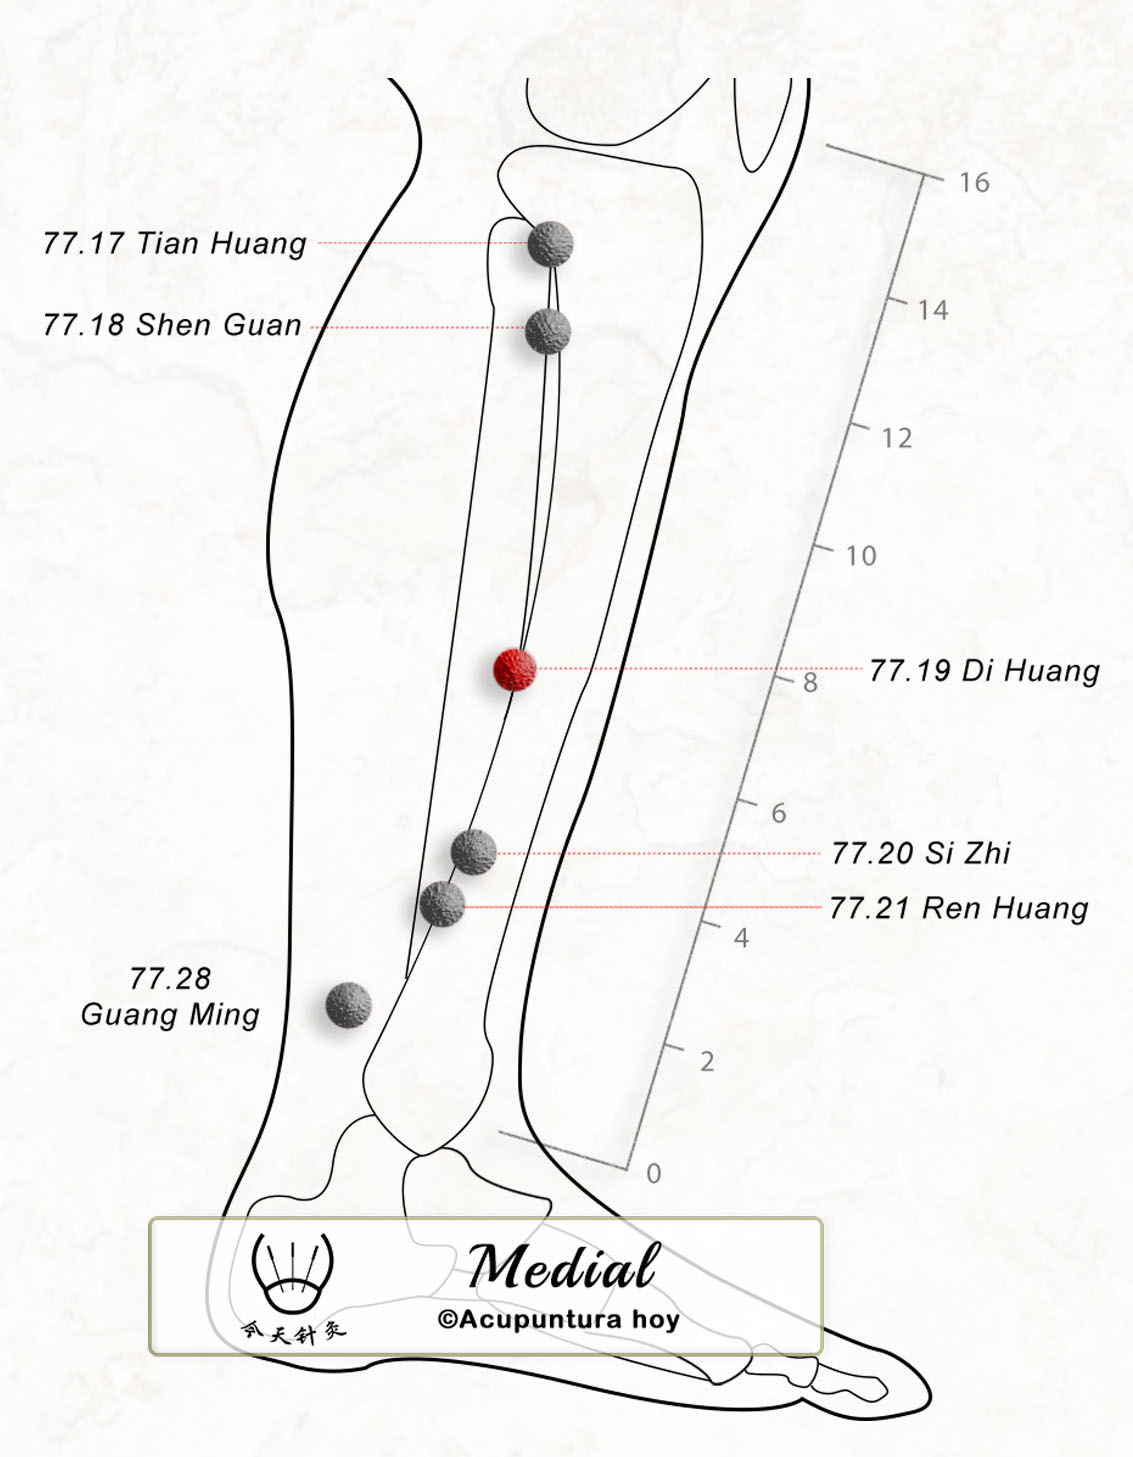 16
77.17 Tian Huang
14
77.18 Shen Guan
12
10
77.19 Di Huang
8
6
77.20 Si Zhi
77.21 Ren Huang
4
77.28
Guang Ming
2
0
Medial
©Acupuntura hoy
今天针灸